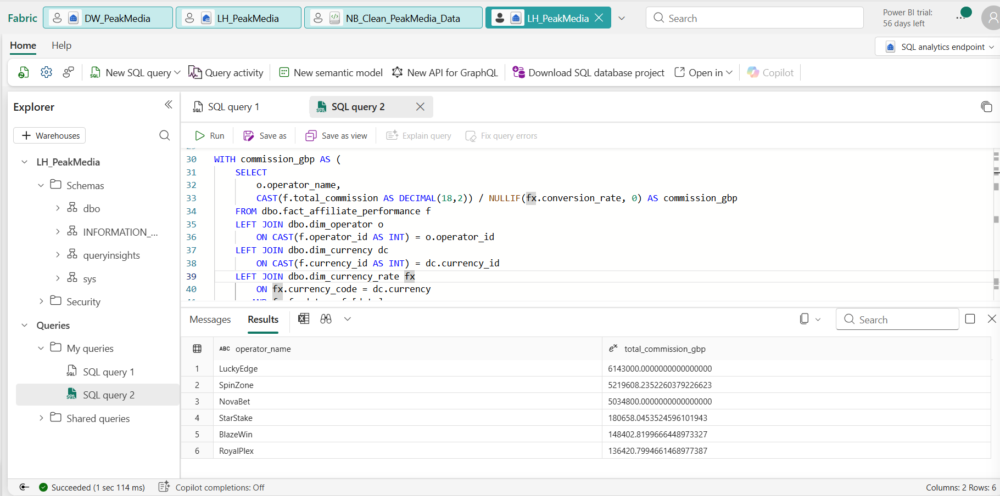 Fabric
DW_PeakMedia
LH_PeakMedia
NB_Clean_PeakMedia_Data
LH_PeakMedia
Search
Power BI trial:
56 days left
Home
Help
SQL analytics endpoint
New SQL query
Query activity
New semantic model
New API for GraphQL
Download SQL database project
Open in
Copilot
Explorer
Warehouses
LH_PeakMedia
Schemas
dbo
INFORMATION_...
queryinsights
sys
Security
Queries
My queries
SQL query 1
SQL query 2
Shared queries
SQL query 1
SQL query 2
Run
Save as
Save as view
Explain query
Fix query errors
30 WITH commission_gbp AS (
31 SELECT
32 o.operator_name,
33 CAST(f.total_commission AS DECIMAL(18,2)) / NULLIF(fx.conversion_rate, 0) AS commission_gbp
34 FROM dbo.fact_affiliate_performance f
35 LEFT JOIN dbo.dim_operator o
36 ON CAST(f.operator_id AS INT) = o.operator_id
37 LEFT JOIN dbo.dim_currency dc
38 ON CAST(f.currency_id AS INT) = dc.currency_id
39 LEFT JOIN dbo.dim_currency_rate fx
40 ON fx.currency_code = dc.currency
Messages
Results
Search
ABC operator_name
total_commission_gbp
1 LuckyEdge 6143000.0000000000000000
2 SpinZone 5219608.2352260379226623
3 NovaBet 5034800.0000000000000000
4 StarStake 180658.0453524596101943
5 BlazeWin 148402.8199666448973327
6 RoyalPlex 136420.7994661468977387
Succeeded (1 sec 114 ms)
Copilot completions: Off
Columns: 2 Rows: 6